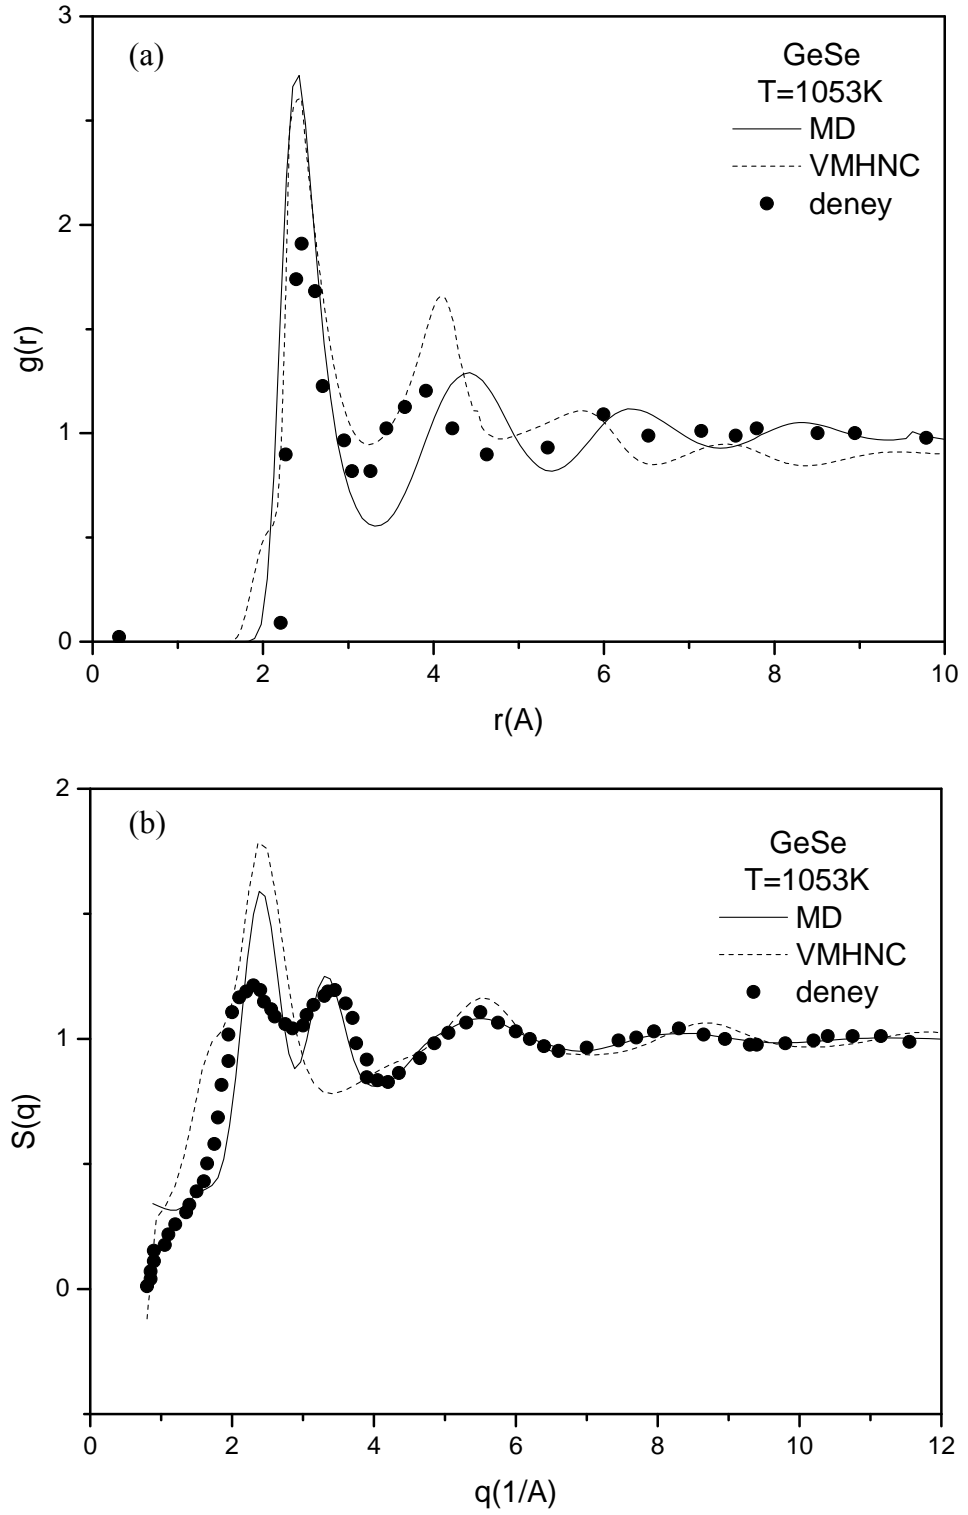 (a)
GeSe
T=1053K
MD
VMHNC
deney
g(r)
3
2
1
0
0 2 4 6 8 10
r(A)
(b)
GeSe
T=1053K
MD
VMHNC
deney
S(q)
2
1
0
0 2 4 6 8 10 12
q(1/A)